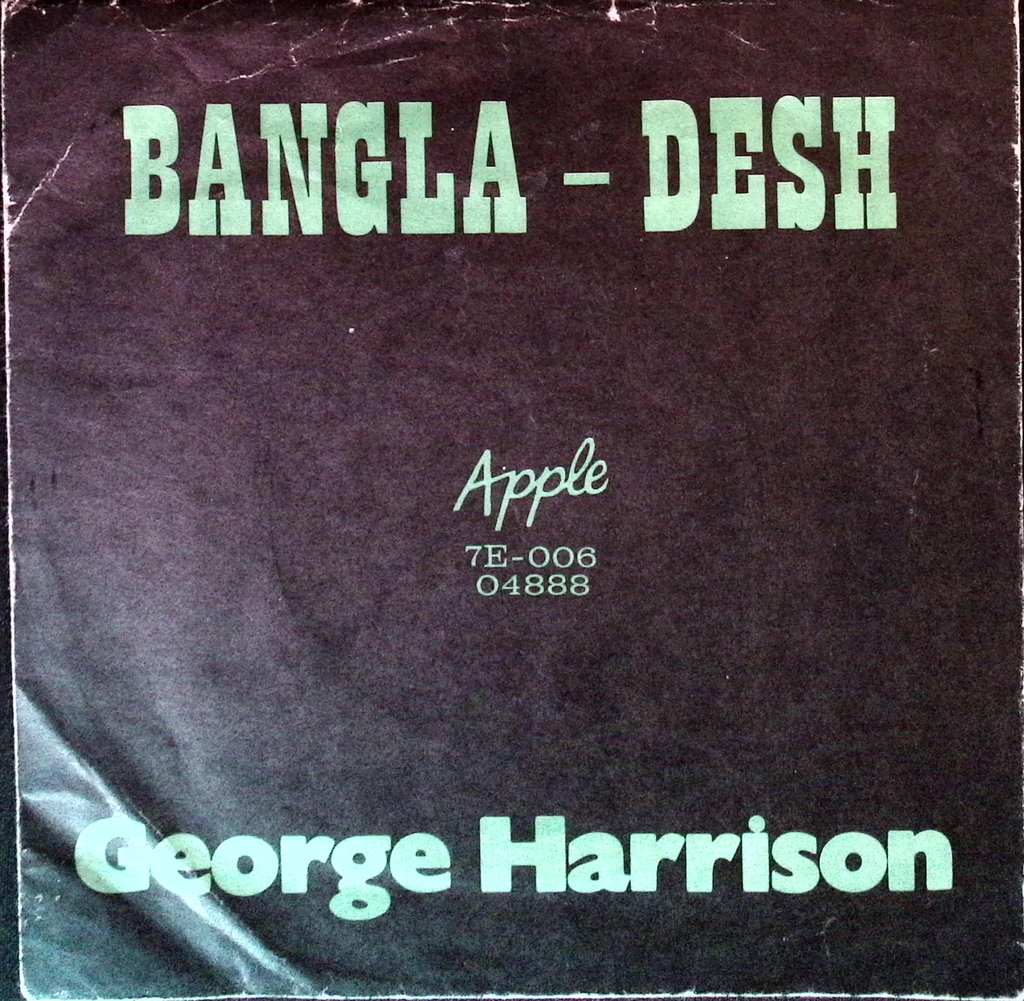 BANGLA – DESH
Apple
7E-006
04888
George Harrison